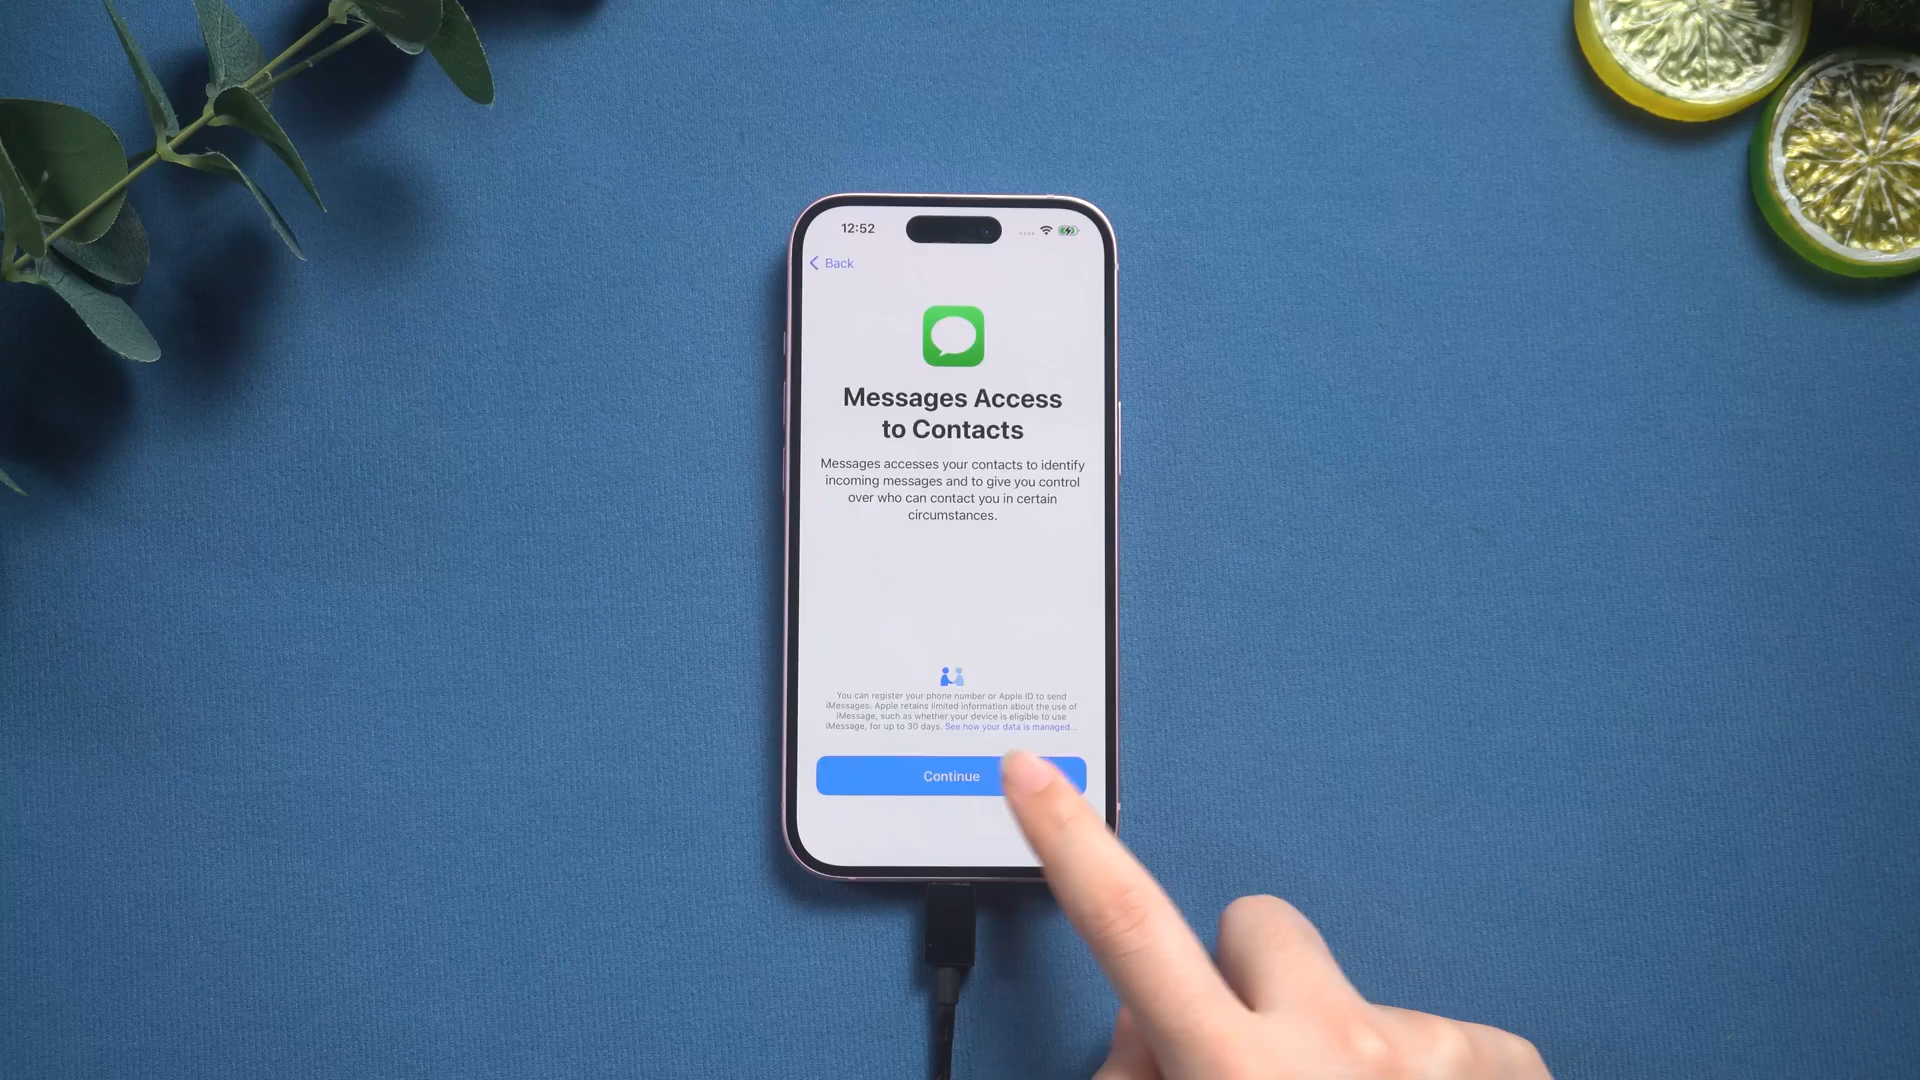 12:52
Back
Messages Access
to Contacts
Messages accesses your contacts to identify
incoming messages and to give you control
over who can contact you in certain
circumstances.
You can register your phone number or Apple ID to send
iMessages. Apple retains limited information about the use of
iMessage, such as whether your device is eligible to use
iMessage, for up to 30 days. See how your data is managed...
Continue